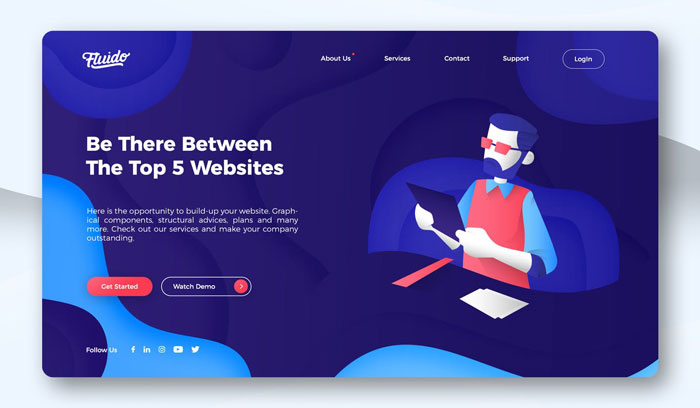 Fluido
About Us
Services
Contact
Support
LogIn
Be There Between
The Top 5 Websites
Here is the opportunity to build-up your website. Graph-
ical components, structural advices, plans and many
more. Check out our services and make your company
outstanding.
Get Started
Watch Demo
Follow Us